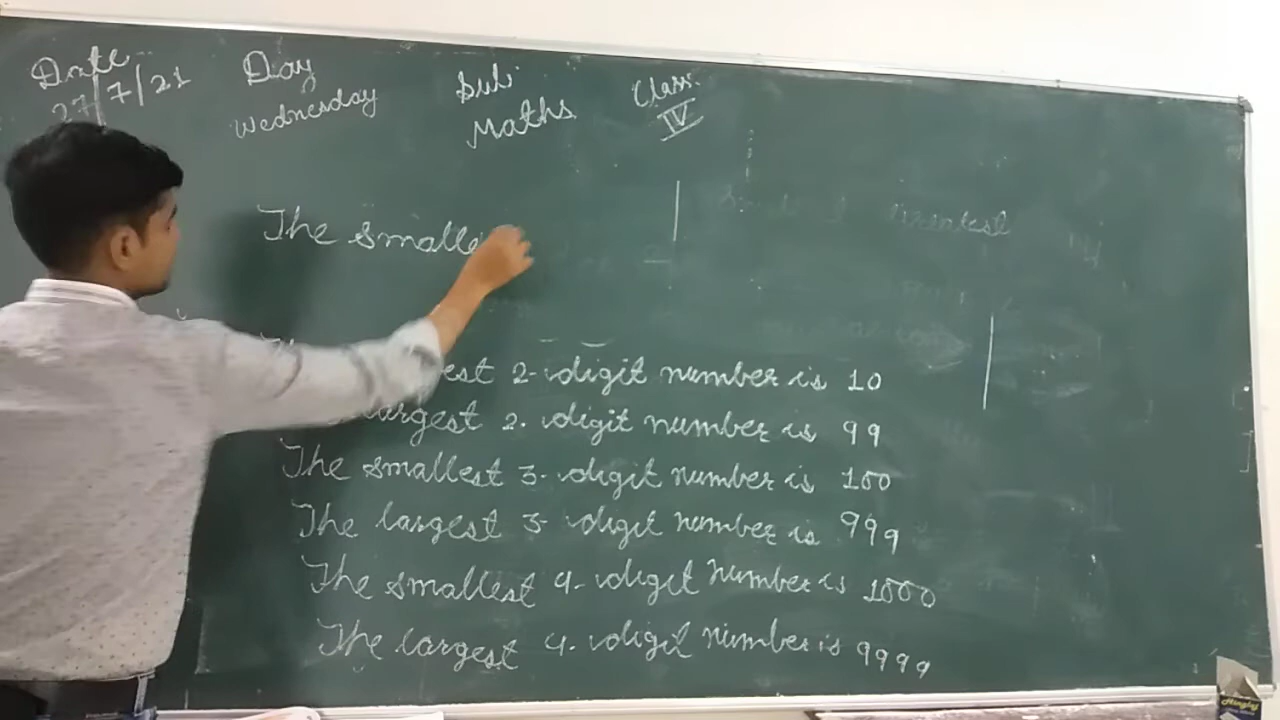 Date Day Sub: Class:
27/7/21 Wednesday Maths IV
Greatest
The smalle
est 2-digit number is 10
largest 2. digit number is 99
The smallest 3- digit number is 100
The largest 3- digit number is 999
The smallest 4- digit number is 1000
The largest 4. digit number is 9999